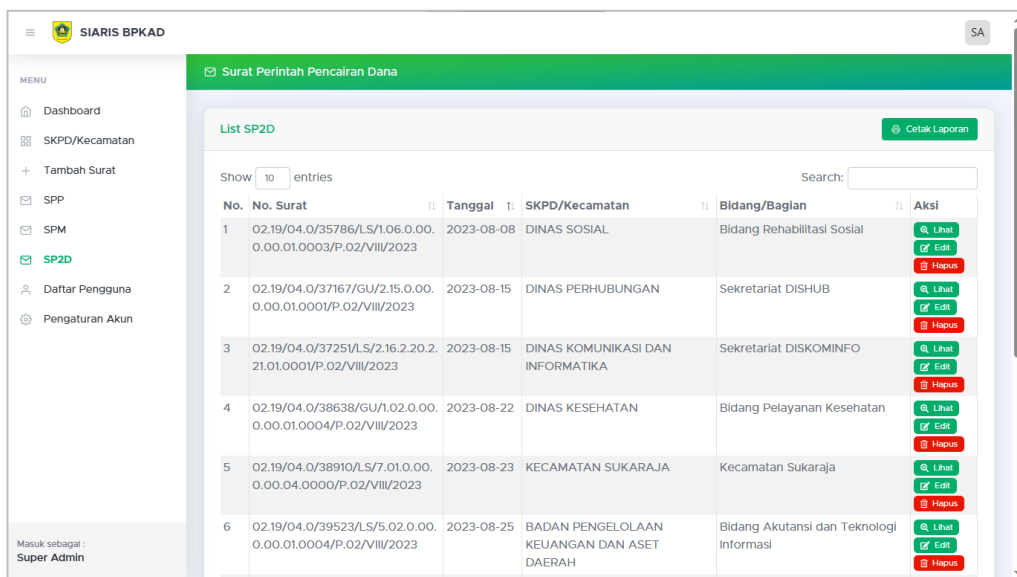 SIARIS BPKAD
SA
MENU
Dashboard
SKPD/Kecamatan
Tambah Surat
SPP
SPM
SP2D
Daftar Pengguna
Pengaturan Akun
Masuk sebagai :
Super Admin
Surat Perintah Pencairan Dana
List SP2D
Cetak Laporan
Show 10 entries
Search:
No. No. Surat Tanggal SKPD/Kecamatan Bidang/Bagian Aksi
1 02.19/04.0/35786/LS/1.06.0.00. 2023-08-08 DINAS SOSIAL Bidang Rehabilitasi Sosial Lihat
0.00.01.0003/P.02/VIII/2023 Edit
Hapus
2 02.19/04.0/37167/GU/2.15.0.00. 2023-08-15 DINAS PERHUBUNGAN Sekretariat DISHUB Lihat
0.00.01.0001/P.02/VIII/2023 Edit
Hapus
3 02.19/04.0/37251/LS/2.16.2.20.2. 2023-08-15 DINAS KOMUNIKASI DAN Sekretariat DISKOMINFO Lihat
21.01.0001/P.02/VIII/2023 INFORMATIKA Edit
Hapus
4 02.19/04.0/38638/GU/1.02.0.00. 2023-08-22 DINAS KESEHATAN Bidang Pelayanan Kesehatan Lihat
0.00.01.0004/P.02/VIII/2023 Edit
Hapus
5 02.19/04.0/38910/LS/7.01.0.00. 2023-08-23 KECAMATAN SUKARAJA Kecamatan Sukaraja Lihat
0.00.04.0000/P.02/VIII/2023 Edit
Hapus
6 02.19/04.0/39523/LS/5.02.0.00. 2023-08-25 BADAN PENGELOLAAN Bidang Akutansi dan Teknologi Lihat
0.00.01.0004/P.02/VIII/2023 KEUANGAN DAN ASET Informasi Edit
DAERAH Hapus